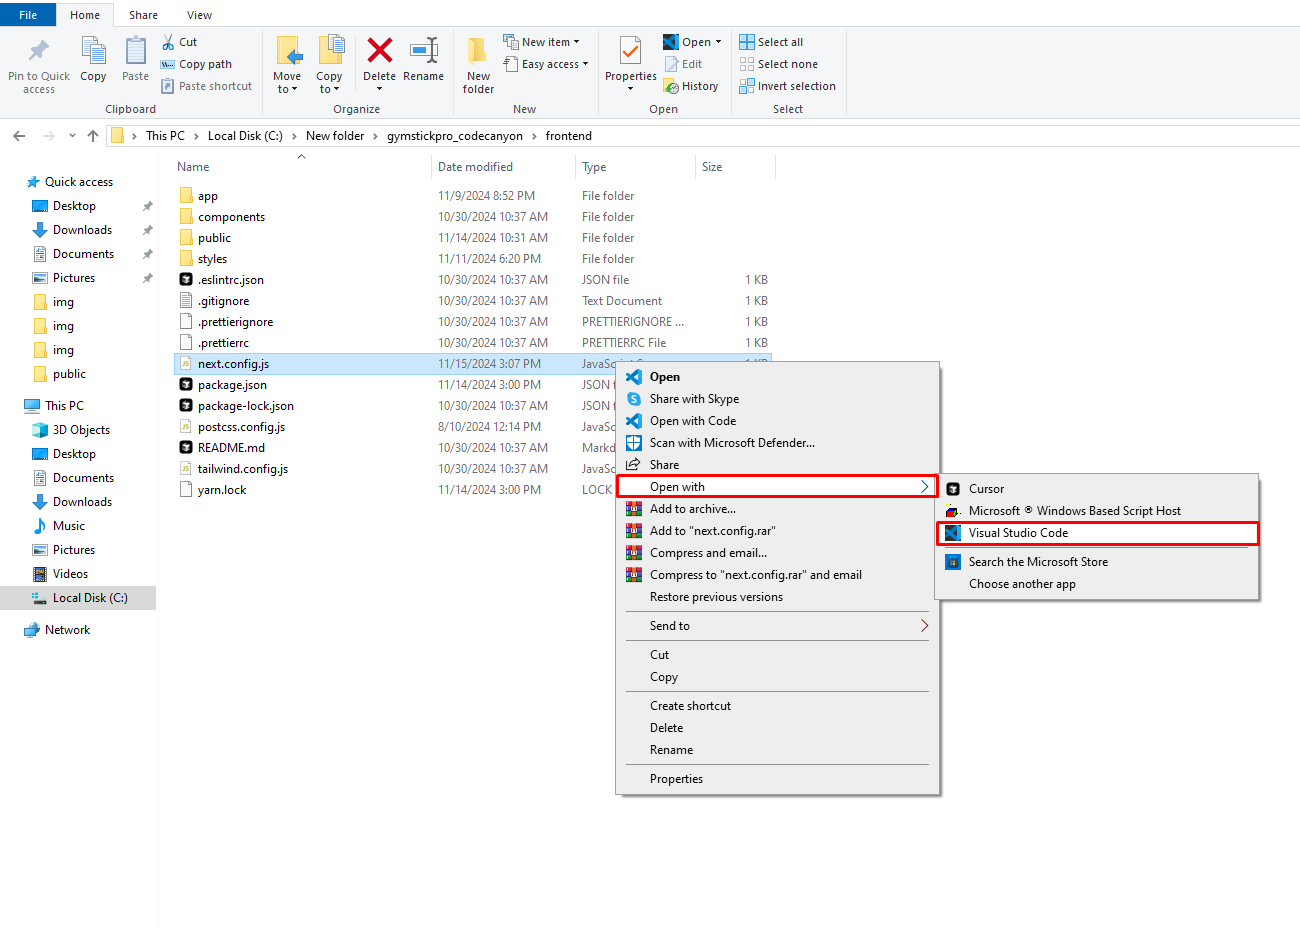 File Home Share View
Pin to Quick access
Copy
Paste
Cut
Copy path
Paste shortcut
Clipboard
Move to
Copy to
Delete
Rename
Organize
New folder
New item
Easy access
New
Properties
Open
Edit
History
Open
Select all
Select none
Invert selection
Select
This PC > Local Disk (C:) > New folder > gymstickpro_codecanyon > frontend
Quick access
Desktop
Downloads
Documents
Pictures
img
img
img
public
This PC
3D Objects
Desktop
Documents
Downloads
Music
Pictures
Videos
Local Disk (C:)
Network
Name Date modified Type Size
app 11/9/2024 8:52 PM File folder
components 10/30/2024 10:37 AM File folder
public 11/14/2024 10:31 AM File folder
styles 11/11/2024 6:20 PM File folder
.eslintrc.json 10/30/2024 10:37 AM JSON file 1 KB
.gitignore 10/30/2024 10:37 AM Text Document 1 KB
.prettierignore 10/30/2024 10:37 AM PRETTIERIGNORE ... 1 KB
.prettierrc 10/30/2024 10:37 AM PRETTIERRC File 1 KB
next.config.js 11/15/2024 3:07 PM
package.json 11/14/2024 3:00 PM JSON
package-lock.json 10/30/2024 10:37 AM JSON
postcss.config.js 8/10/2024 12:14 PM
README.md 10/30/2024 10:37 AM
tailwind.config.js 10/30/2024 10:37 AM
yarn.lock 11/14/2024 3:00 PM LOCK
Open
Share with Skype
Open with Code
Scan with Microsoft Defender...
Share
Open with
Add to archive...
Add to "next.config.rar"
Compress and email...
Compress to "next.config.rar" and email
Restore previous versions
Send to
Cut
Copy
Create shortcut
Delete
Rename
Properties
Cursor
Microsoft ® Windows Based Script Host
Visual Studio Code
Search the Microsoft Store
Choose another app